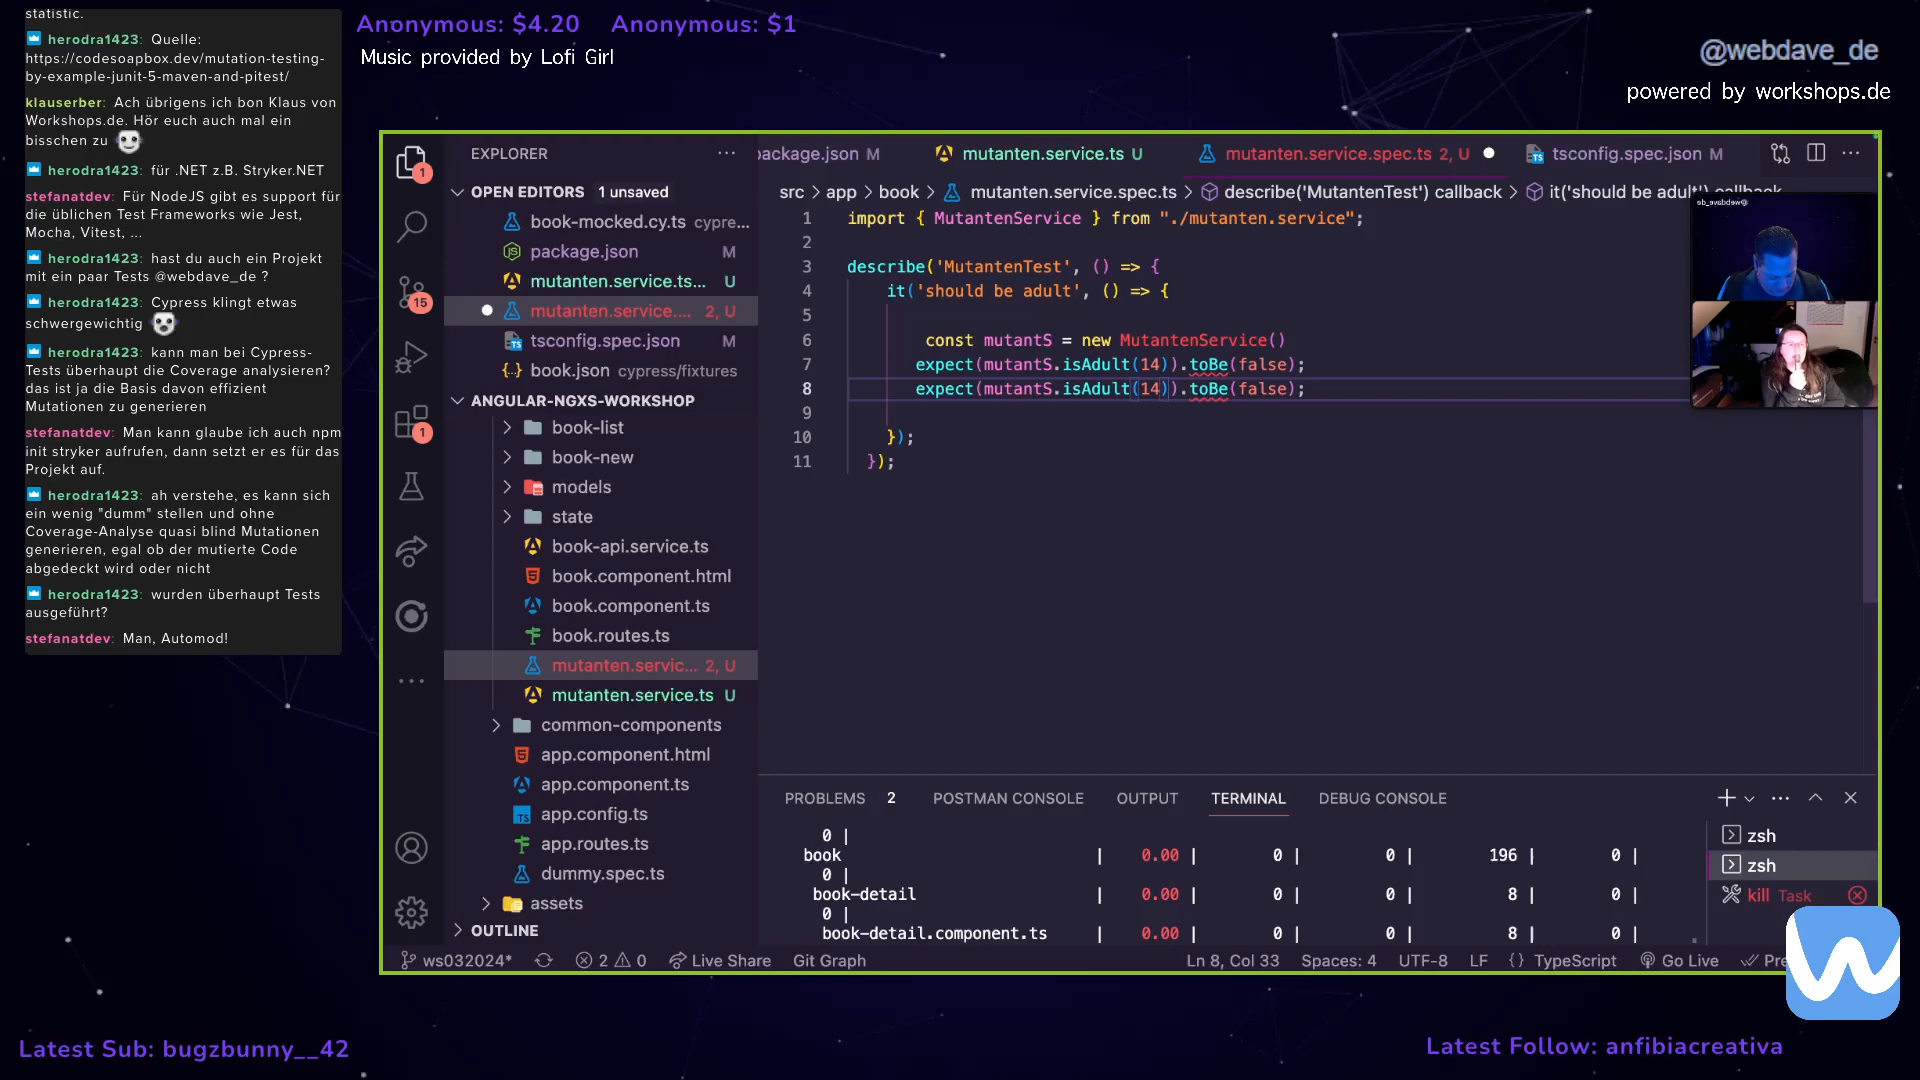 statistic.
herodra1423: Quelle:
https://codesoapbox.dev/mutation-testing-
by-example-junit-5-maven-and-pitest/
klauserber: Ach übrigens ich bon Klaus von
Workshops.de. Hör euch auch mal ein
bisschen zu
herodra1423: für .NET z.B. Stryker.NET
stefanatdev: Für NodeJS gibt es support für
die üblichen Test Frameworks wie Jest,
Mocha, Vitest, ...
herodra1423: hast du auch ein Projekt
mit ein paar Tests @webdave_de ?
herodra1423: Cypress klingt etwas
schwergewichtig
herodra1423: kann man bei Cypress-
Tests überhaupt die Coverage analysieren?
das ist ja die Basis davon effizient
Mutationen zu generieren
stefanatdev: Man kann glaube ich auch npm
init stryker aufrufen, dann setzt er es für das
Projekt auf.
herodra1423: ah verstehe, es kann sich
ein wenig "dumm" stellen und ohne
Coverage-Analyse quasi blind Mutationen
generieren, egal ob der mutierte Code
abgedeckt wird oder nicht
herodra1423: wurden überhaupt Tests
ausgeführt?
stefanatdev: Man, Automod!
Anonymous: $4.20 Anonymous: $1
Music provided by Lofi Girl
@webdave_de
powered by workshops.de
EXPLORER ...
OPEN EDITORS 1 unsaved
book-mocked.cy.ts cypre...
package.json M
mutanten.service.ts... U
mutanten.service.... 2, U
tsconfig.spec.json M
book.json cypress/fixtures
ANGULAR-NGXS-WORKSHOP
book-list
book-new
models
state
book-api.service.ts
book.component.html
book.component.ts
book.routes.ts
mutanten.servic... 2, U
mutanten.service.ts U
common-components
app.component.html
app.component.ts
app.config.ts
app.routes.ts
dummy.spec.ts
assets
OUTLINE
1
15
1
package.json M mutanten.service.ts U mutanten.service.spec.ts 2, U tsconfig.spec.json M
src > app > book > mutanten.service.spec.ts > describe('MutantenTest') callback > it('should be adult') callback
@webdave_de
1 import { MutantenService } from "./mutanten.service";
2
3 describe('MutantenTest', () => {
4 it('should be adult', () => {
5
6 const mutantS = new MutantenService()
7 expect(mutantS.isAdult(14)).toBe(false);
8 expect(mutantS.isAdult(14)).toBe(false);
9
10 });
11 });
PROBLEMS 2 POSTMAN CONSOLE OUTPUT TERMINAL DEBUG CONSOLE
0 |
book | 0.00 | 0 | 0 | 196 | 0 |
0 |
book-detail | 0.00 | 0 | 0 | 8 | 0 |
0 |
book-detail.component.ts | 0.00 | 0 | 0 | 8 | 0 |
zsh
zsh
kill Task
ws032024* 2 0 Live Share Git Graph Ln 8, Col 33 Spaces: 4 UTF-8 LF {} TypeScript Go Live Pre
W
Latest Sub: bugzbunny__42
Latest Follow: anfibiacreativa